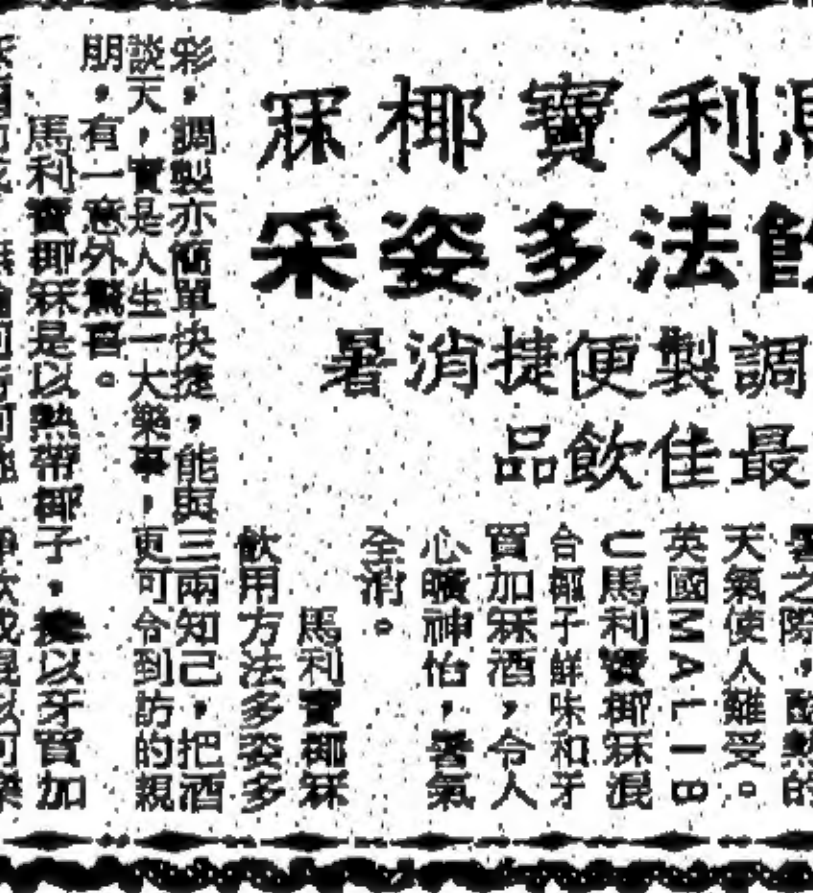 利寶椰冧
飲法多姿采
調製便捷消暑
最佳飲品
暑之際，酷熱的
天氣使人難受。
英國MALIB
U馬利寶椰冧混
合椰子鮮味和牙
買加冧酒，令人
心曠神怡，暑氣
全消。
馬利寶椰冧
飲用方法多姿多
彩，調製亦簡單快捷，能與三兩知己，把酒
談天，實是人生一大樂事，更可令到訪的親
朋，有一意外驚喜。
馬利寶椰冧是以熱帶椰子，攙以牙買加